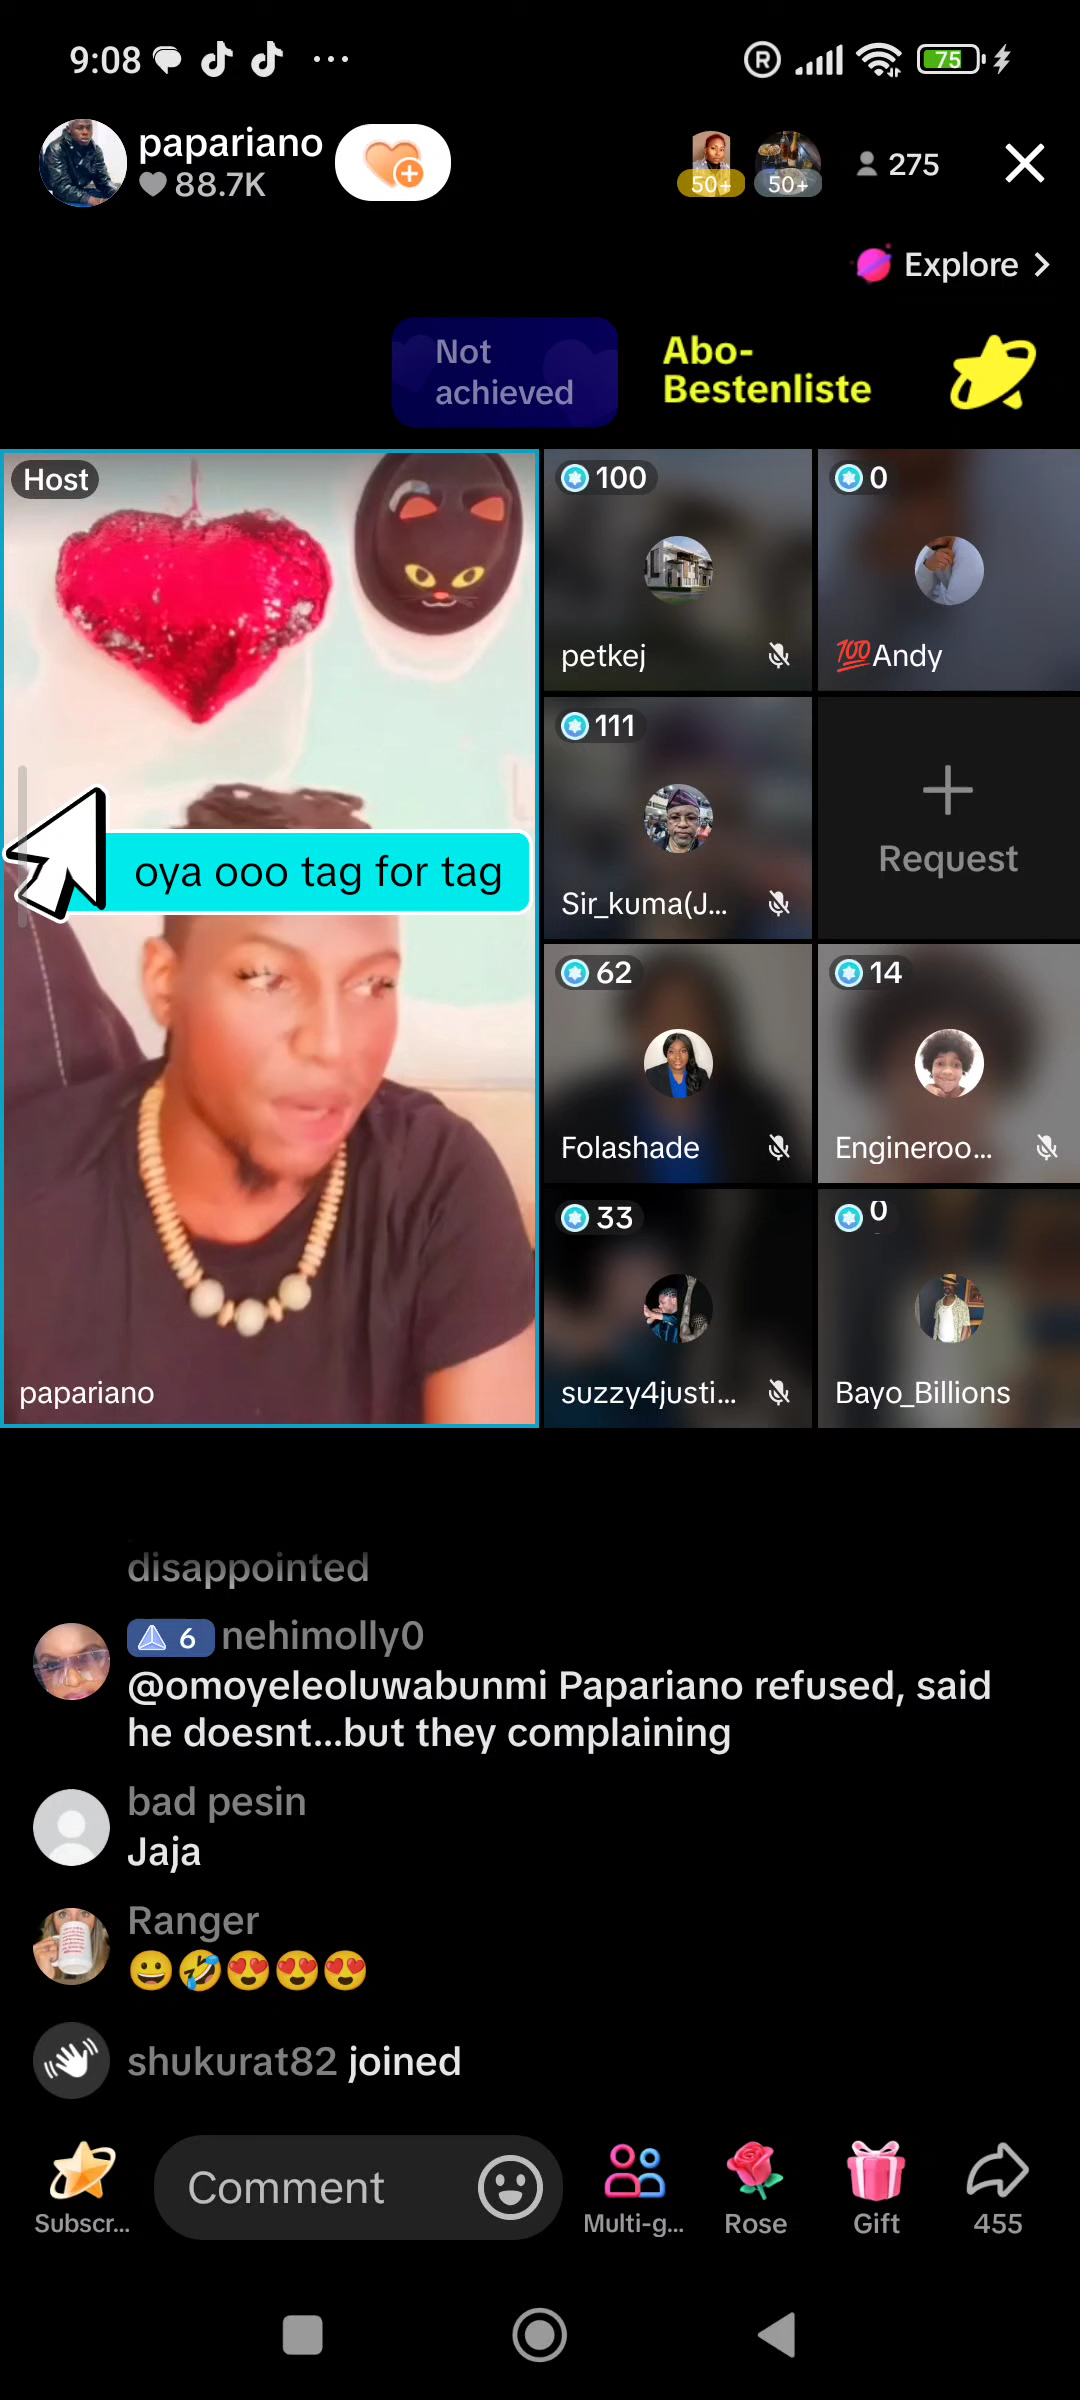 9:08
R
75
papariano
88.7K
50+
50+
275
Explore
Not
achieved
Abo-
Bestenliste
Host
oya ooo tag for tag
papariano
100
petkej
0
💯Andy
111
Sir_kuma(J...
Request
62
Folashade
14
Engineroo...
33
suzzy4justi...
0
Bayo_Billions
disappointed
6 nehimolly0
@omoyeleoluwabunmi Papariano refused, said
he doesnt...but they complaining
bad pesin
Jaja
Ranger
😀🤣😍😍😍
shukurat82 joined
Subscr...
Comment
Multi-g...
Rose
Gift
455